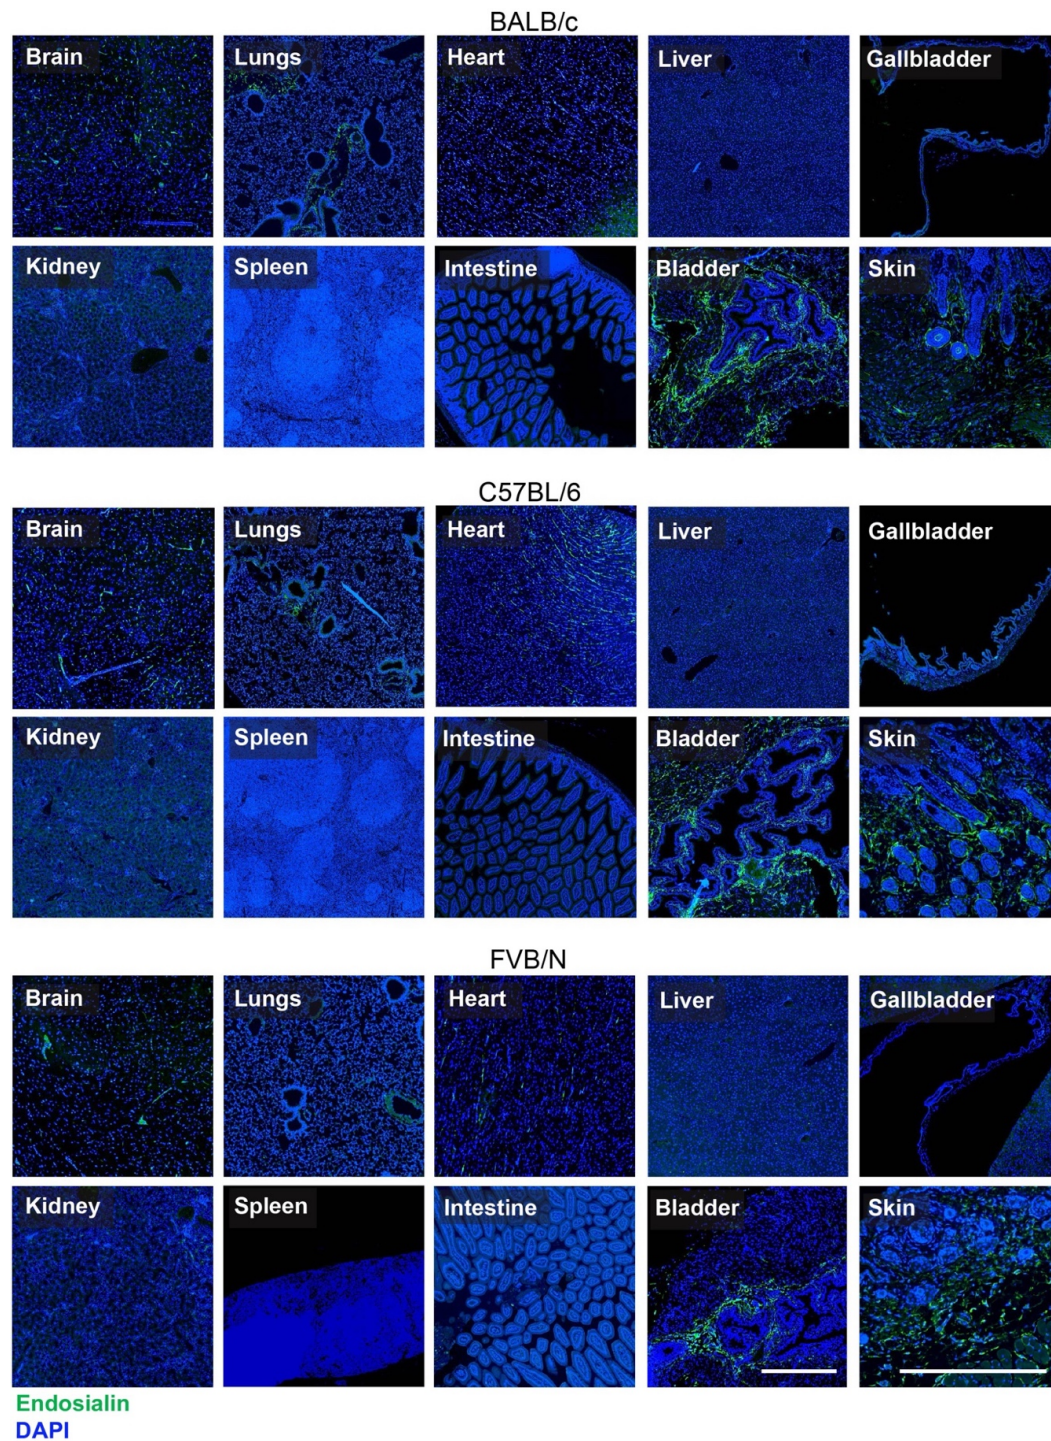 BALB/c
Brain Lungs Heart Liver Gallbladder
Kidney Spleen Intestine Bladder Skin
C57BL/6
Brain Lungs Heart Liver Gallbladder
Kidney Spleen Intestine Bladder Skin
FVB/N
Brain Lungs Heart Liver Gallbladder
Kidney Spleen Intestine Bladder Skin
Endosialin
DAPI